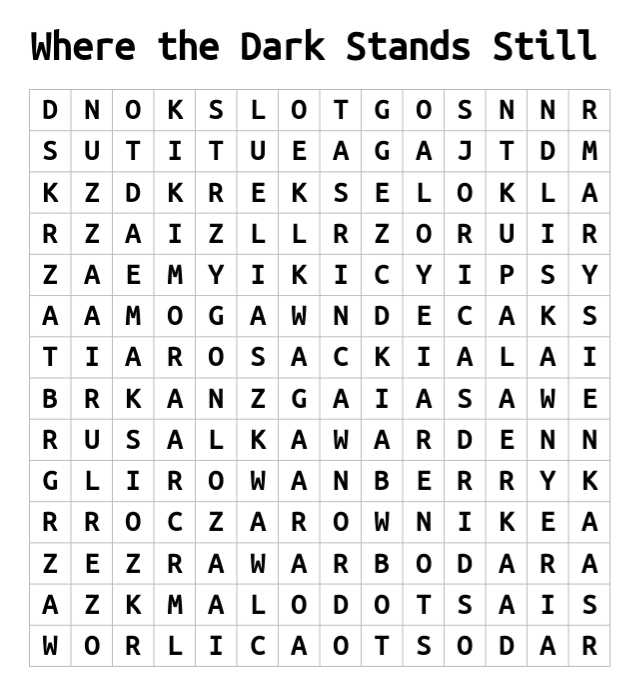 Where the Dark Stands Still
D N O K S L O T G O S N N R
S U T I T U E A G A J T D M
K Z D K R E K S E L O K L A
R Z A I Z L L R Z O R U I R
Z A E M Y I K I C Y I P S Y
A A M O G A W N D E C A K S
T I A R O S A C K I A L A I
B R K A N Z G A I A S A W E
R U S A L K A W A R D E N N
G L I R O W A N B E R R Y K
R R O C Z A R O W N I K E A
Z E Z R A W A R B O D A R A
A Z K M A L O D O T S A I S
W O R L I C A O T S O D A R